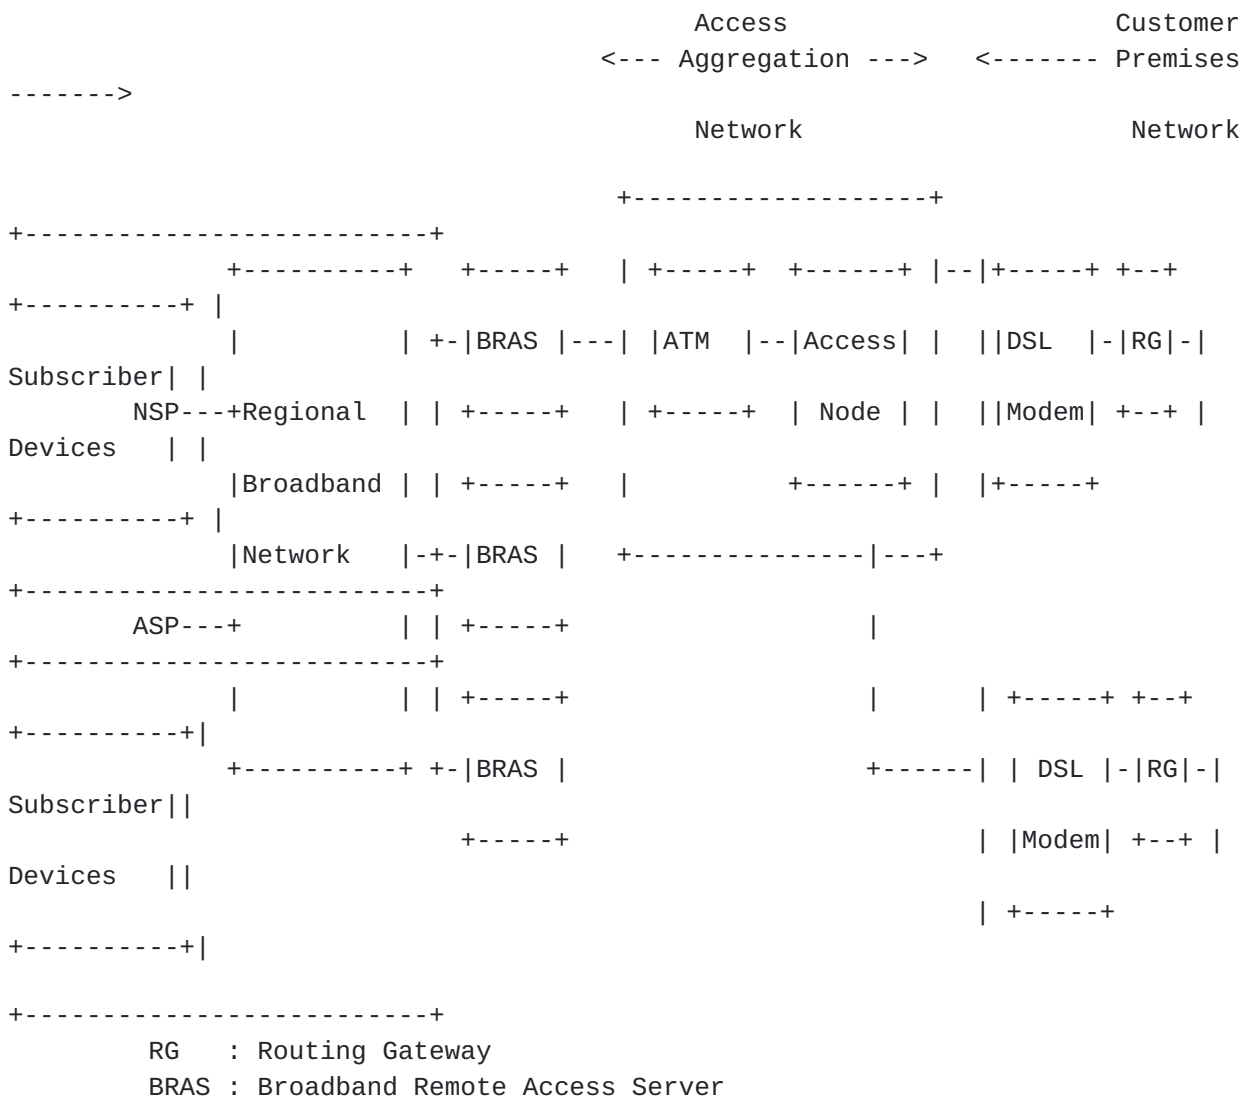 Access                     Customer
                                      <--- Aggregation --->   <------- Premises
------->
                                            Network                     Network
                                       +-------------------+
+--------------------------+
              +----------+   +-----+   | +-----+  +------+ |--|+-----+ +--+
+----------+ |
              |          | +-|BRAS |---| |ATM  |--|Access| |  ||DSL  |-|RG|-|
Subscriber| |
        NSP---+Regional  | | +-----+   | +-----+  | Node | |  ||Modem| +--+ |
Devices   | |
              |Broadband | | +-----+   |          +------+ |  |+-----+
+----------+ |
              |Network   |-+-|BRAS |   +---------------|---+
+--------------------------+
        ASP---+          | | +-----+                   |
+--------------------------+
              |          | | +-----+                   |      | +-----+ +--+
+----------+|
              +----------+ +-|BRAS |                   +------| | DSL |-|RG|-|
Subscriber||
                             +-----+                          | |Modem| +--+ |
Devices   ||
                                                              | +-----+
+----------+|
+--------------------------+
         RG   : Routing Gateway
         BRAS : Broadband Remote Access Server